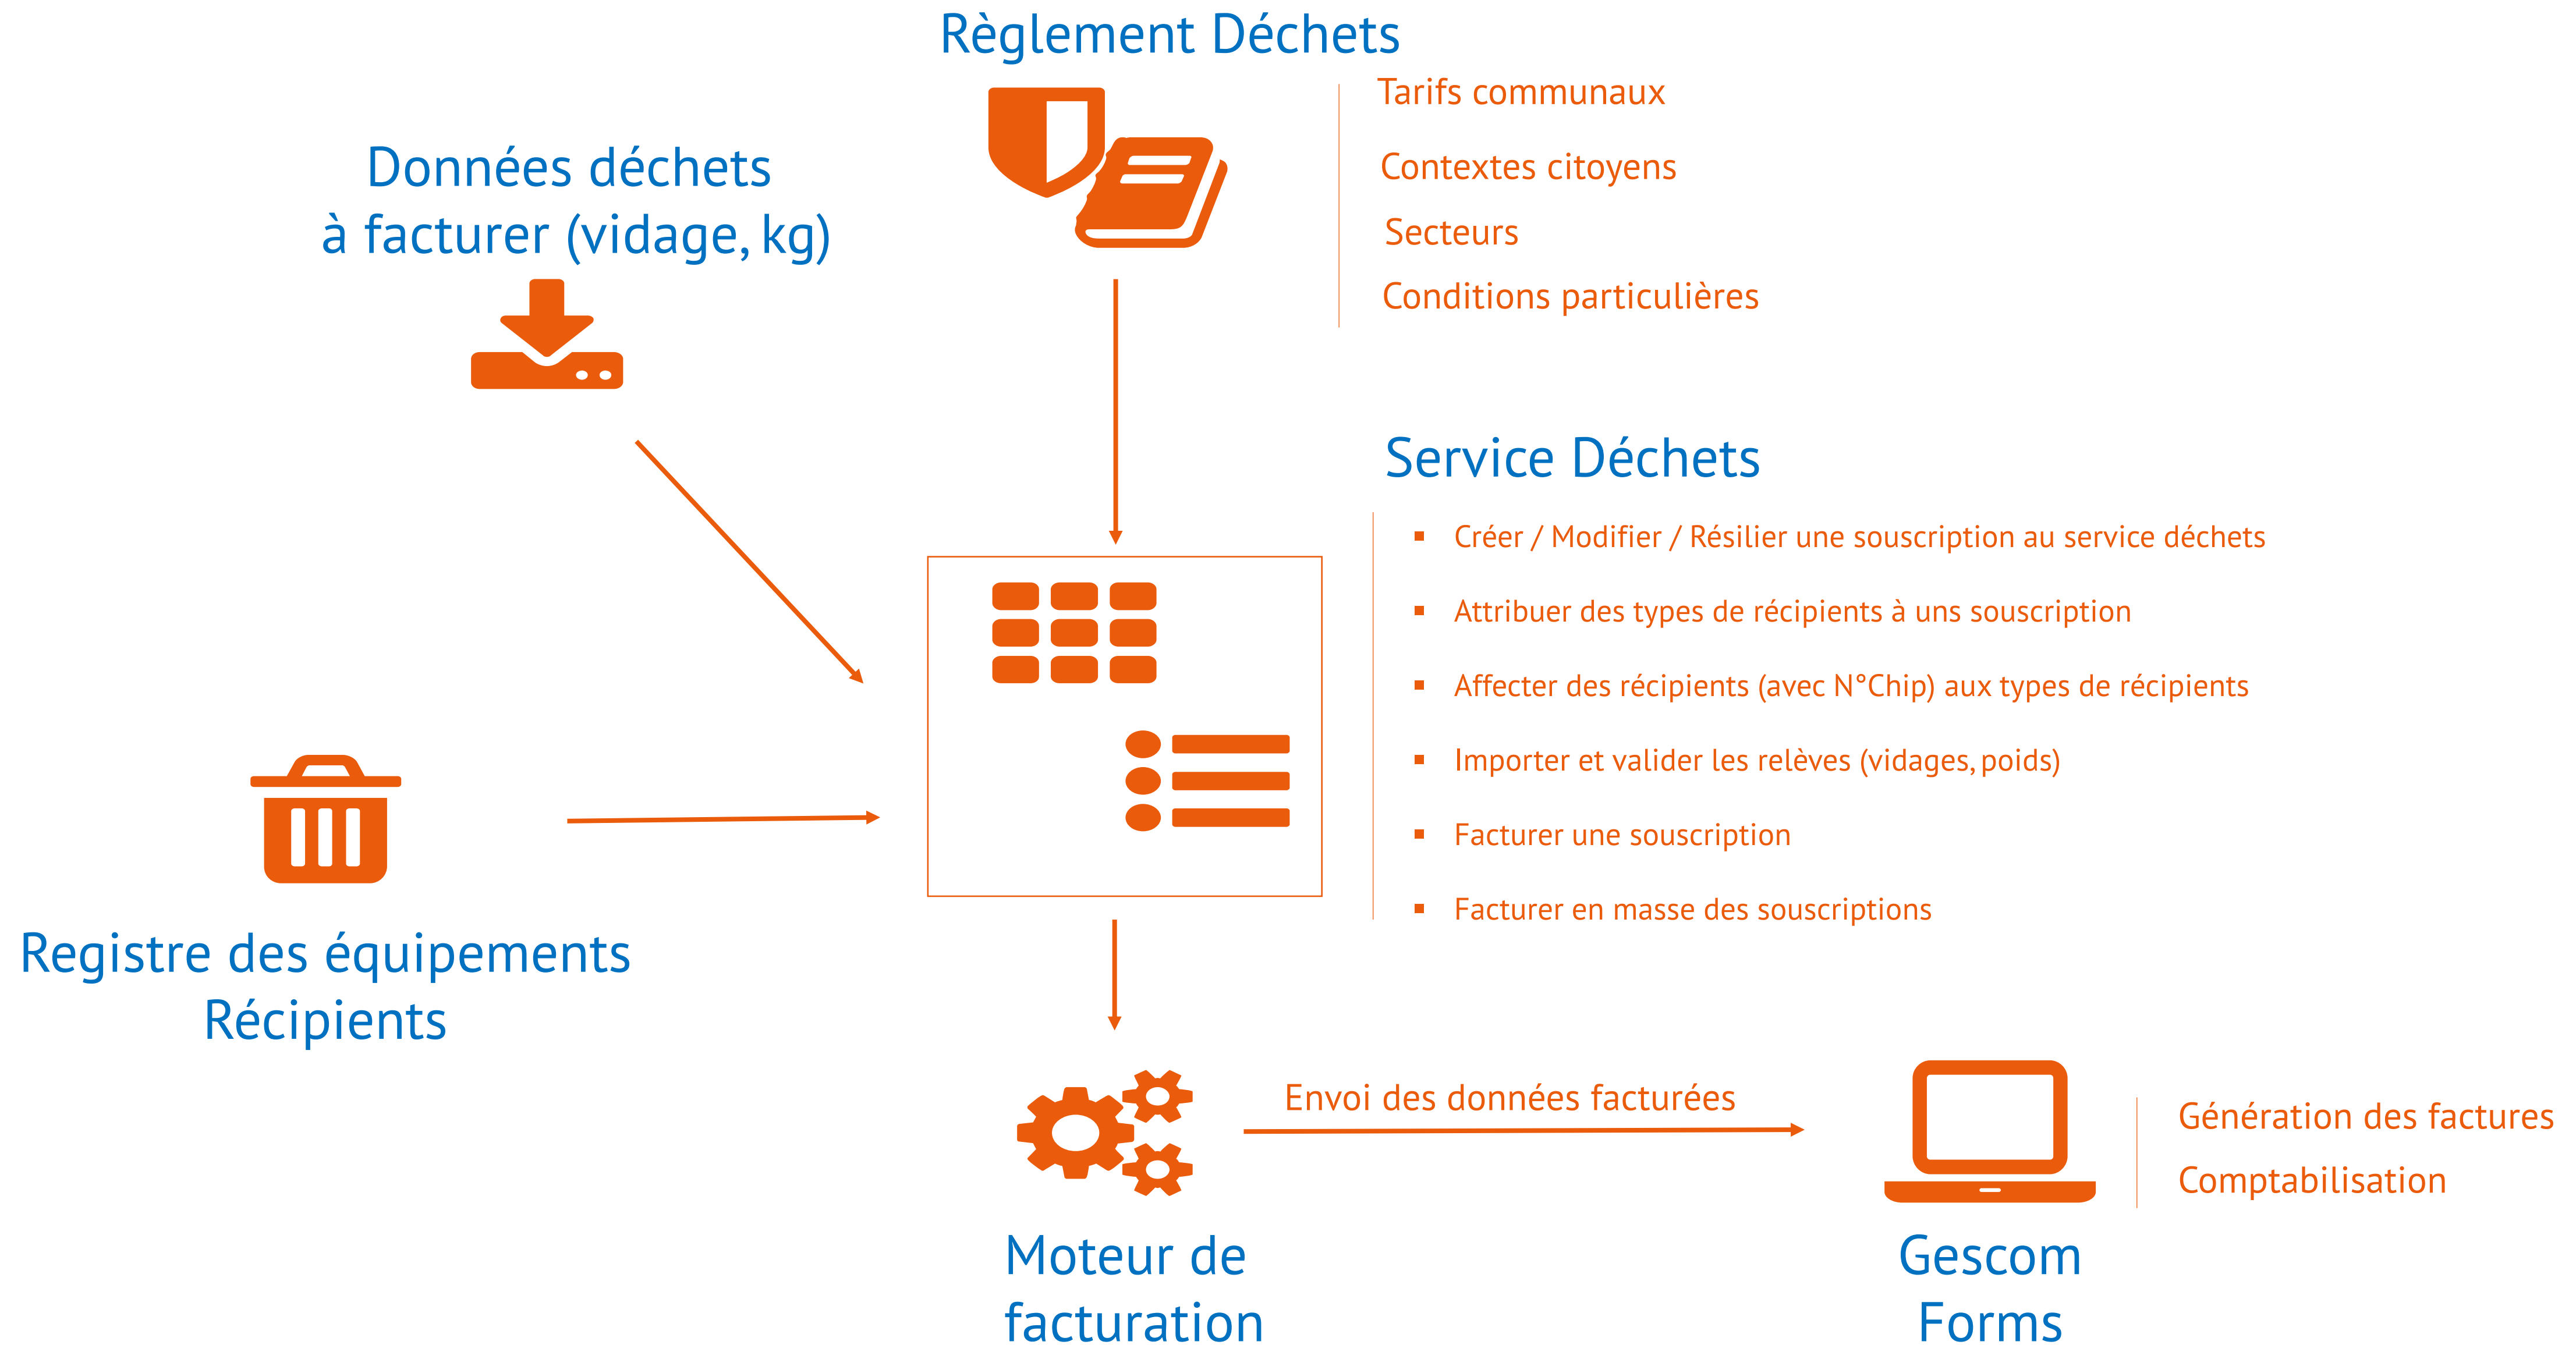 Règlement Déchets
Tarifs communaux
Contextes citoyens
Secteurs
Conditions particulières
Données déchets
à facturer (vidage, kg)
Service Déchets
▪ Créer / Modifier / Résilier une souscription au service déchets
▪ Attribuer des types de récipients à uns souscription
▪ Affecter des récipients (avec N°Chip) aux types de récipients
▪ Importer et valider les relèves (vidages, poids)
▪ Facturer une souscription
▪ Facturer en masse des souscriptions
Registre des équipements
Récipients
Envoi des données facturées
Moteur de
facturation
Gescom
Forms
Génération des factures
Comptabilisation